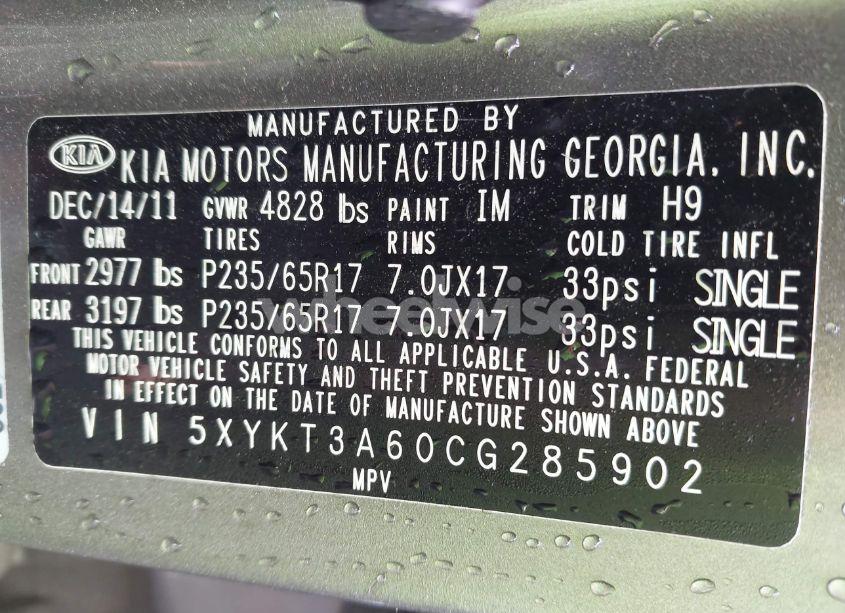 MANUFACTURED BY
KIA KIA MOTORS MANUFACTURING GEORGIA, INC.
DEC/14/11 GVWR 4828 lbs PAINT IM TRIM H9
GAWR TIRES RIMS COLD TIRE INFL
FRONT 2977 lbs P235/65R17 7.0JX17 33psi SINGLE
REAR 3197 lbs P235/65R17 7.0JX17 33psi SINGLE
wheelwise
THIS VEHICLE CONFORMS TO ALL APPLICABLE U.S.A. FEDERAL
MOTOR VEHICLE SAFETY AND THEFT PREVENTION STANDARDS
IN EFFECT ON THE DATE OF MANUFACTURE SHOWN ABOVE
VIN 5XYKT3A60CG285902
MPV